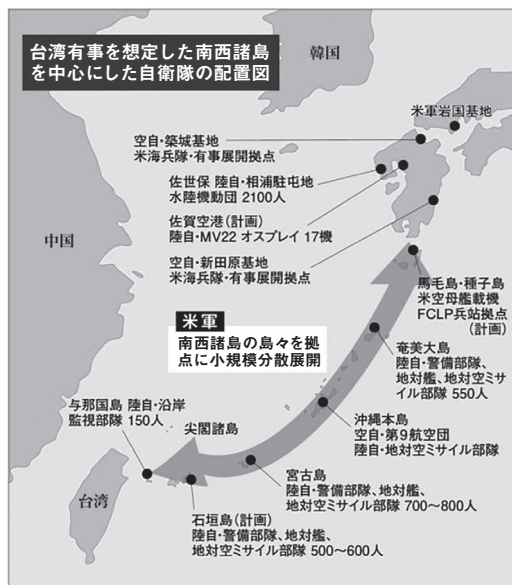 台湾有事を想定した南西諸島
を中心にした自衛隊の配置図
韓国
米軍岩国基地
空自・築城基地
米海兵隊・有事展開拠点
佐世保 陸自・相浦駐屯地
水陸機動団 2100人
佐賀空港(計画)
陸自・MV22 オスプレイ 17機
中国
空自・新田原基地
米海兵隊・有事展開拠点
馬毛島・種子島
米空母艦載機
FCLP兵站拠点
(計画)
米軍
南西諸島の島々を拠
点に小規模分散展開
奄美大島
陸自・警備部隊、
地対艦、地対空ミサイ
ル部隊 550人
与那国島 陸自・沿岸
監視部隊 150人
尖閣諸島
沖縄本島
空自・第9航空団
陸自・地対空ミサイル部隊
宮古島
陸自・警備部隊、地対艦、
地対空ミサイル部隊 700〜800人
台湾
石垣島(計画)
陸自・警備部隊、地対艦、
地対空ミサイル部隊 500〜600人